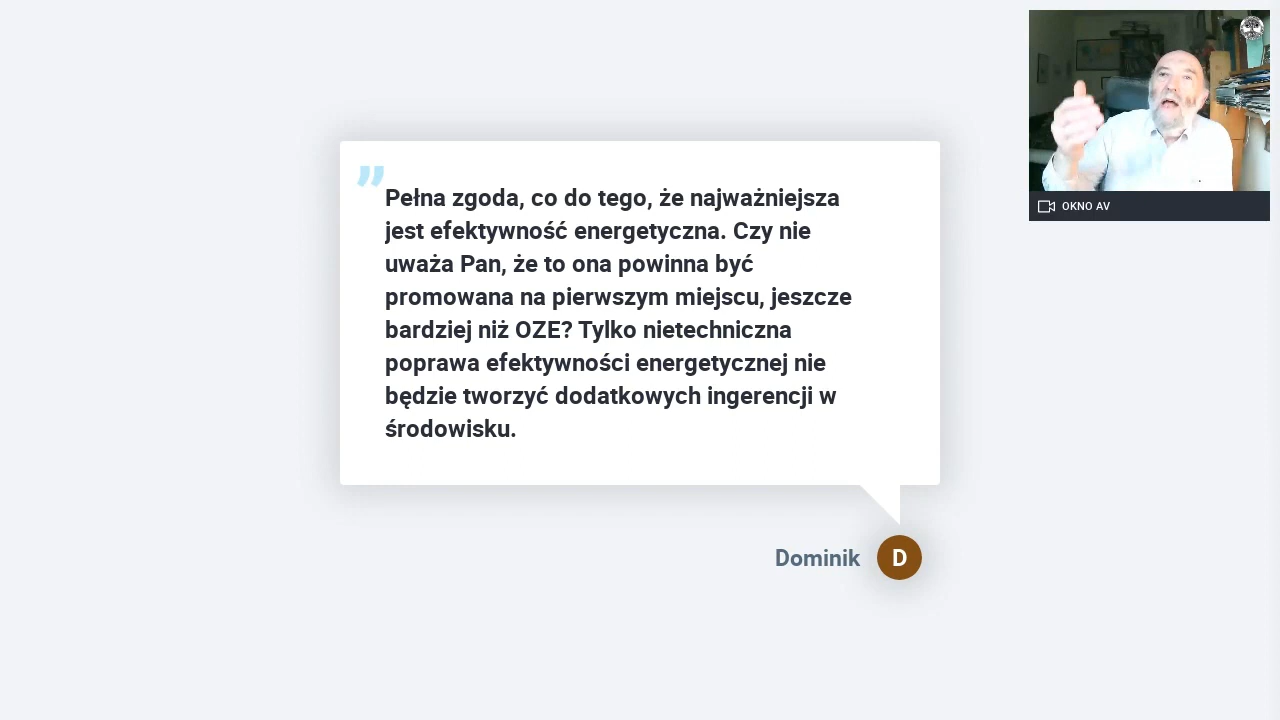 ”
Pełna zgoda, co do tego, że najważniejsza
jest efektywność energetyczna. Czy nie
uważa Pan, że to ona powinna być
promowana na pierwszym miejscu, jeszcze
bardziej niż OZE? Tylko nietechniczna
poprawa efektywności energetycznej nie
będzie tworzyć dodatkowych ingerencji w
środowisku.
Dominik
D
OKNO AV